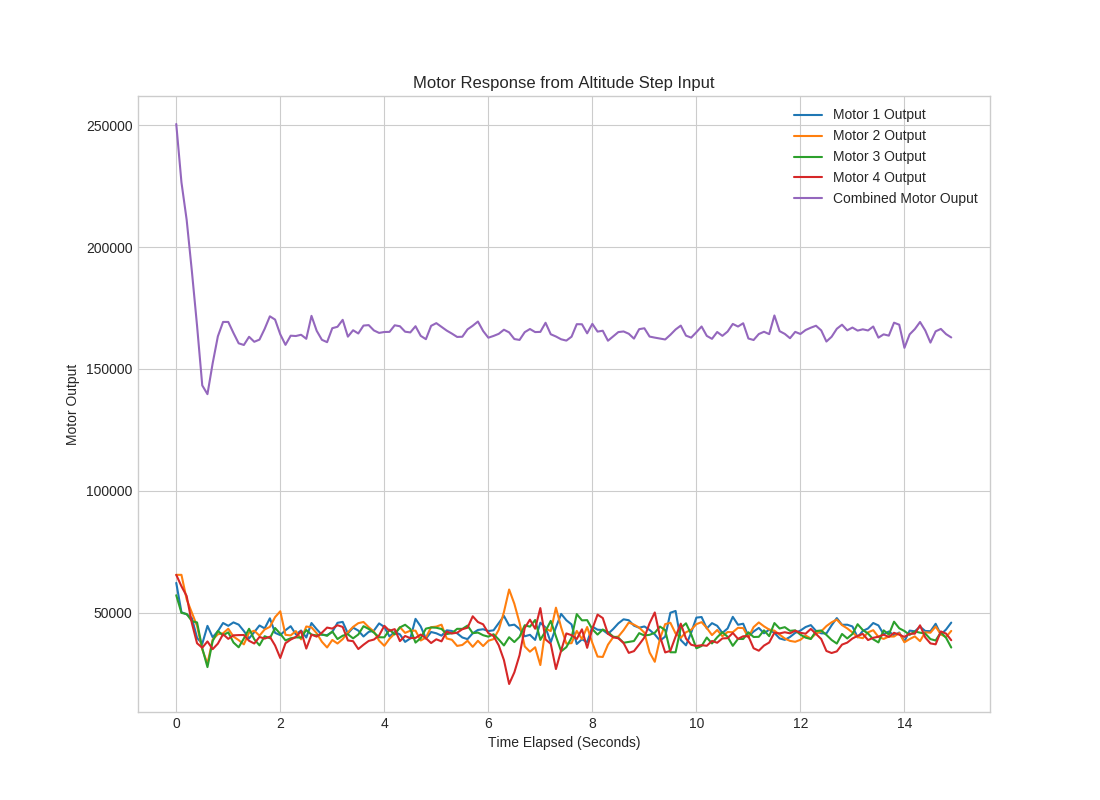 Motor Response from Altitude Step Input
Motor 1 Output
Motor 2 Output
Motor 3 Output
Motor 4 Output
Combined Motor Ouput
250000
200000
150000
100000
50000
Motor Output
0 2 4 6 8 10 12 14
Time Elapsed (Seconds)